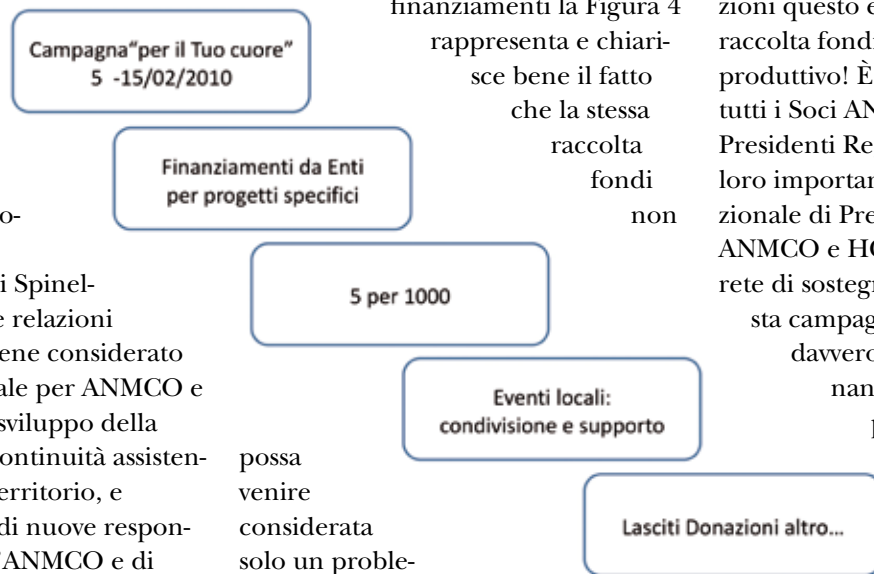 Campagna“per il Tuo cuore”
5 -15/02/2010
Finanziamenti da Enti
per progetti specifici
5 per 1000
Eventi locali:
condivisione e supporto
Lasciti Donazioni altro...
o-
i Spinel-
e relazioni
ene considerato
ale per ANMCO e
sviluppo della
ontinuità assisten-
erritorio, e
di nuove respon-
’ANMCO e di
finanziamenti la Figura 4
rappresenta e chiari-
sce bene il fatto
che la stessa
raccolta
fondi
non
possa
venire
considerata
solo un proble-
zioni questo e
raccolta fondi
produttivo! È
tutti i Soci AN
Presidenti Re
loro importan
zionale di Pre
ANMCO e HC
rete di sostegn
sta campag
davvero
nan